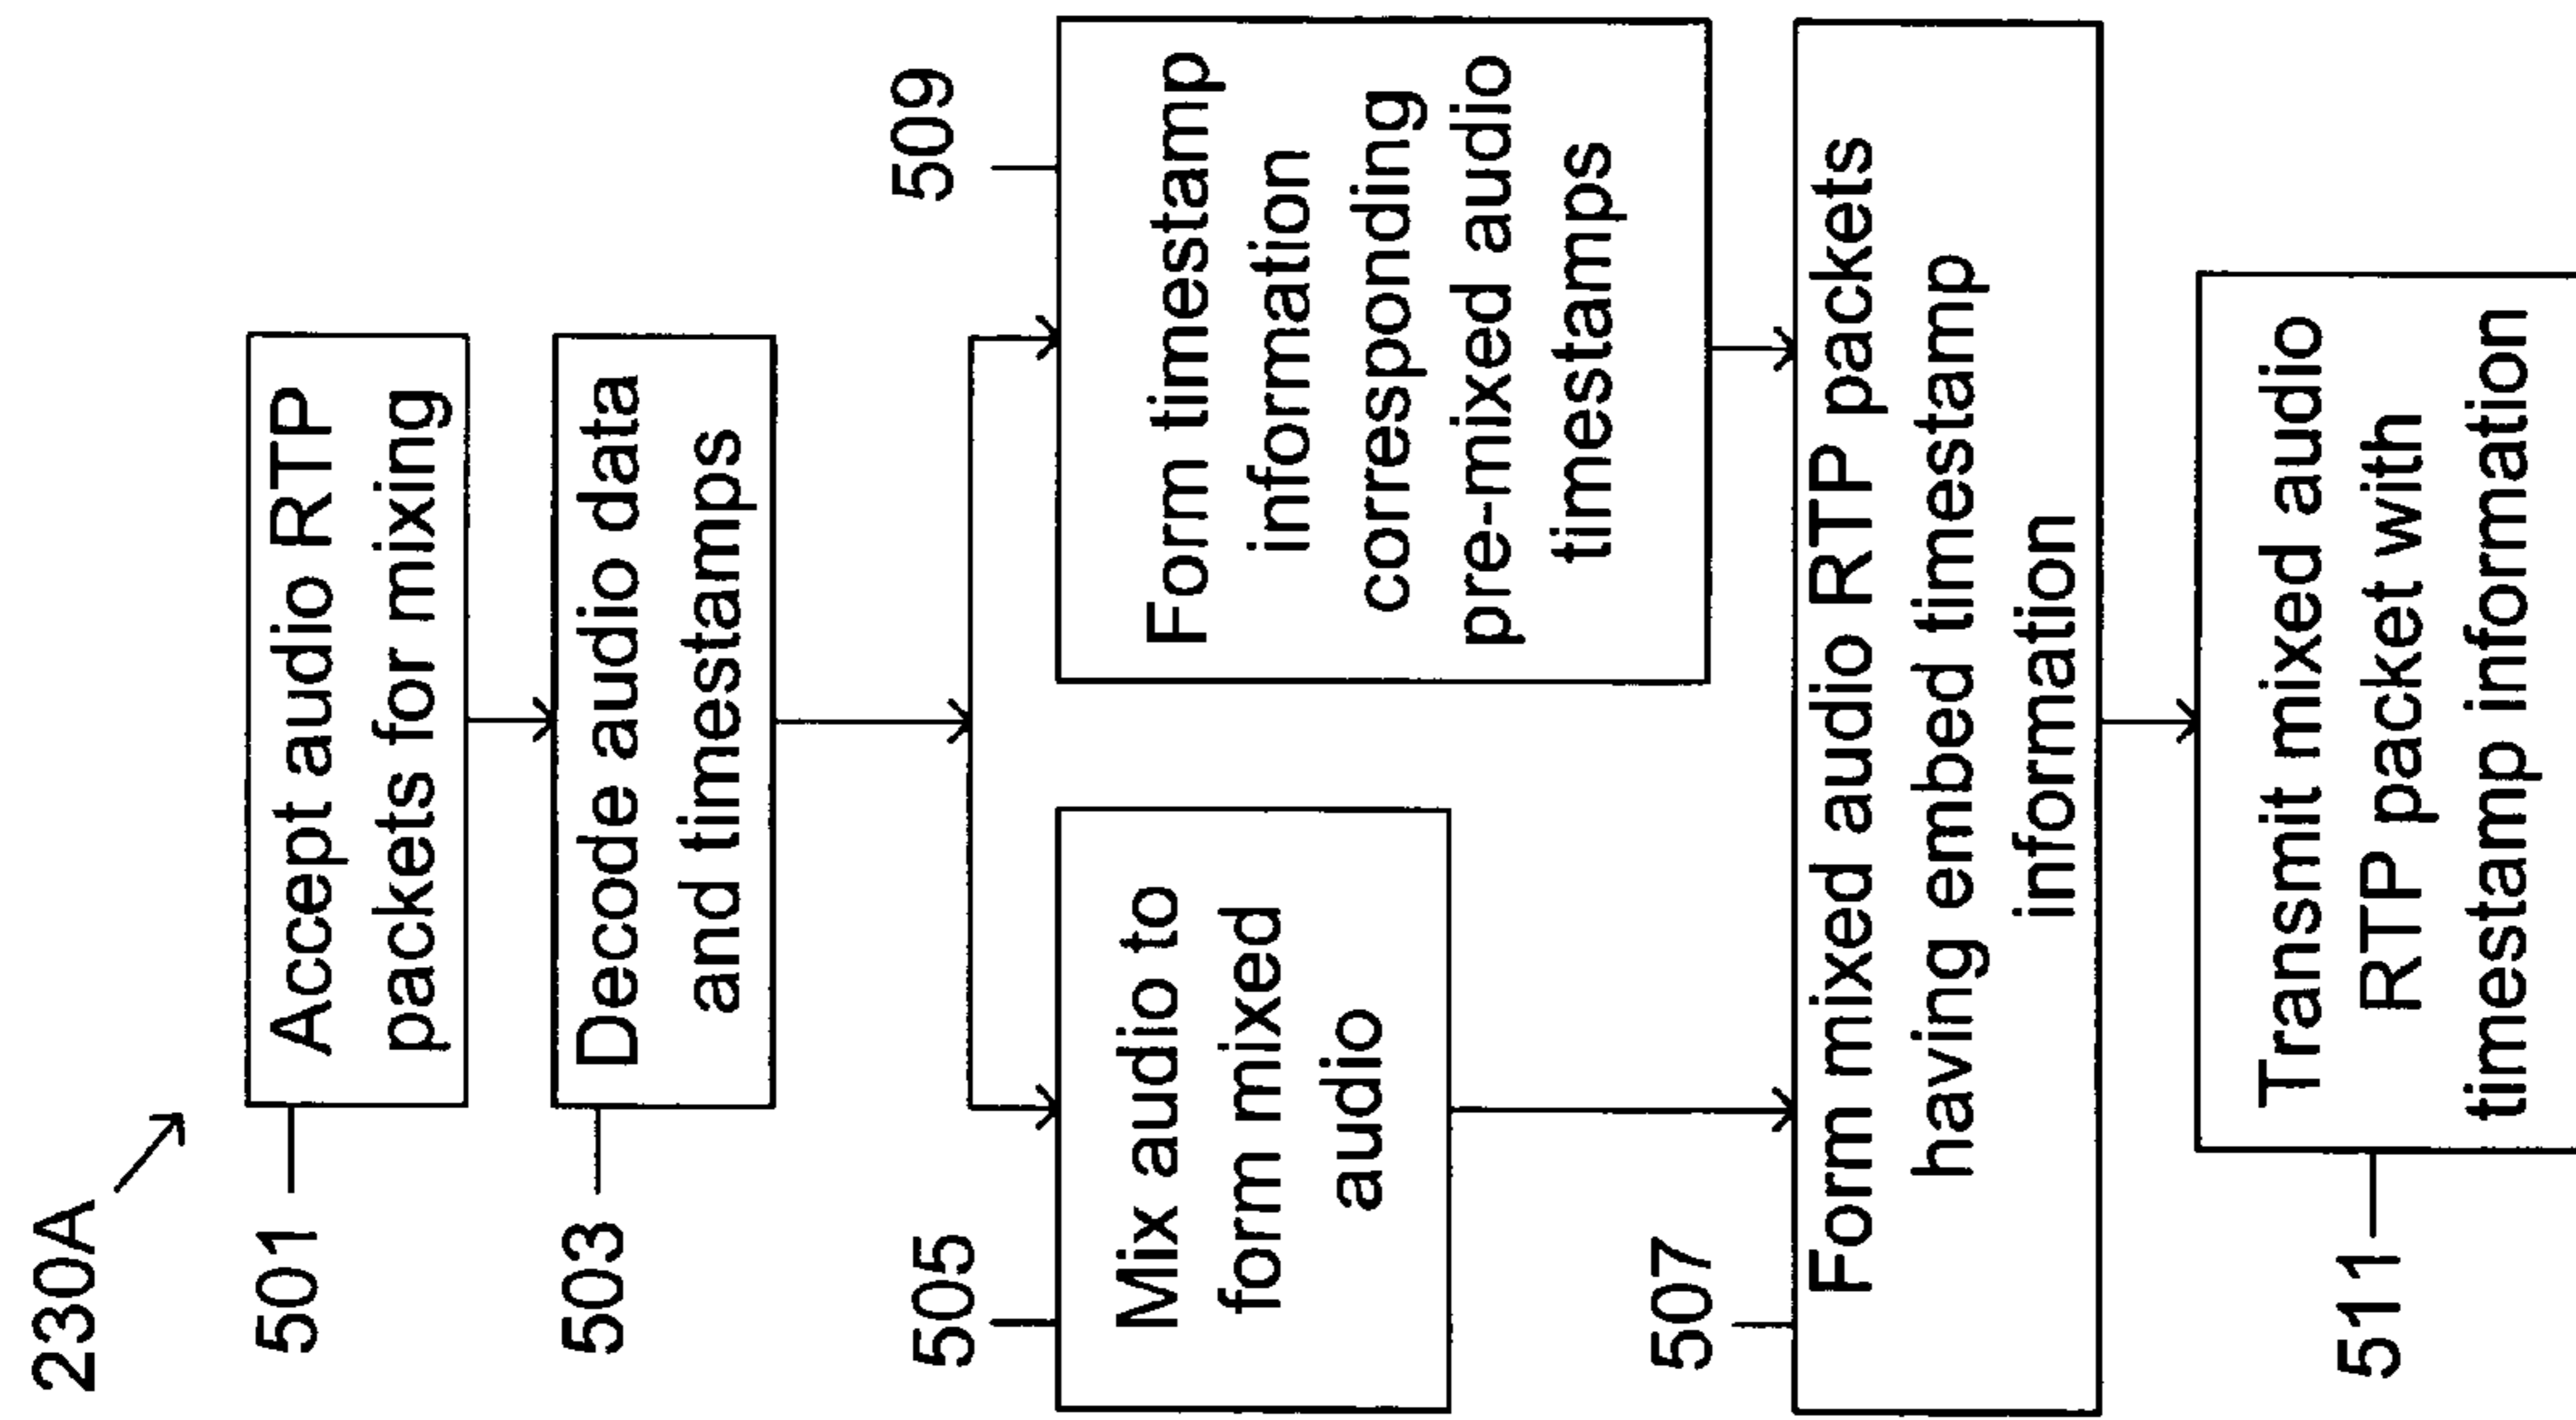 230A
501
Accept audio RTP
packets for mixing
503
Decode audio data
and timestamps
505
Mix audio to
form mixed
audio
509
Form timestamp
information
corresponding
pre-mixed audio
timestamps
507
Form mixed audio RTP packets
having embed timestamp
information
511
Transmit mixed audio
RTP packet with
timestamp information